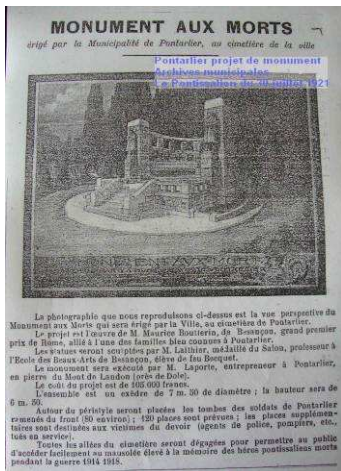 MONUMENT AUX MORTS
érigé par la Municipalité de Pontarlier, au cimetière de la ville
Pontarlier projet de monument
Archives municipales
Le Pontissalien du 10 juillet 1921
La photographie que nous reproduisons ci-dessus est la vue perspective du
Monument aux Morts qui sera érigé par la Ville, au cimetière de Pontarlier.
Le projet est l'œuvre de M. Maurice Boutterin, de Besançon, grand premier
prix de Rome, allié à l'une des familles bien connues à Pontarlier.
Les statues seront sculptées par M. Laithier, médaillé du Salon, professeur à
l'Ecole des Beaux-Arts de Besançon, élève de feu Becquet.
Le monument sera exécuté par M. Laporte, entrepreneur à Pontarlier,
en pierre du Mont de Landon (près de Dole).
Le coût du projet est de 105.000 francs.
L'ensemble est un exèdre de 7 m. 50 de diamètre ; la hauteur sera de
6 m. 50.
Autour du péristyle seront placées les tombes des soldats de Pontarlier
ramenés du front (80 environ) ; 120 places sont prévues ; les places supplémen-
taires sont destinées aux victimes du devoir (agents de police, pompiers, etc.,
tués en service).
Toutes les allées du cimetière seront dégagées pour permettre au public
d'accéder facilement au mausolée élevé à la mémoire des héros pontissaliens morts
pendant la guerre 1914 1918.